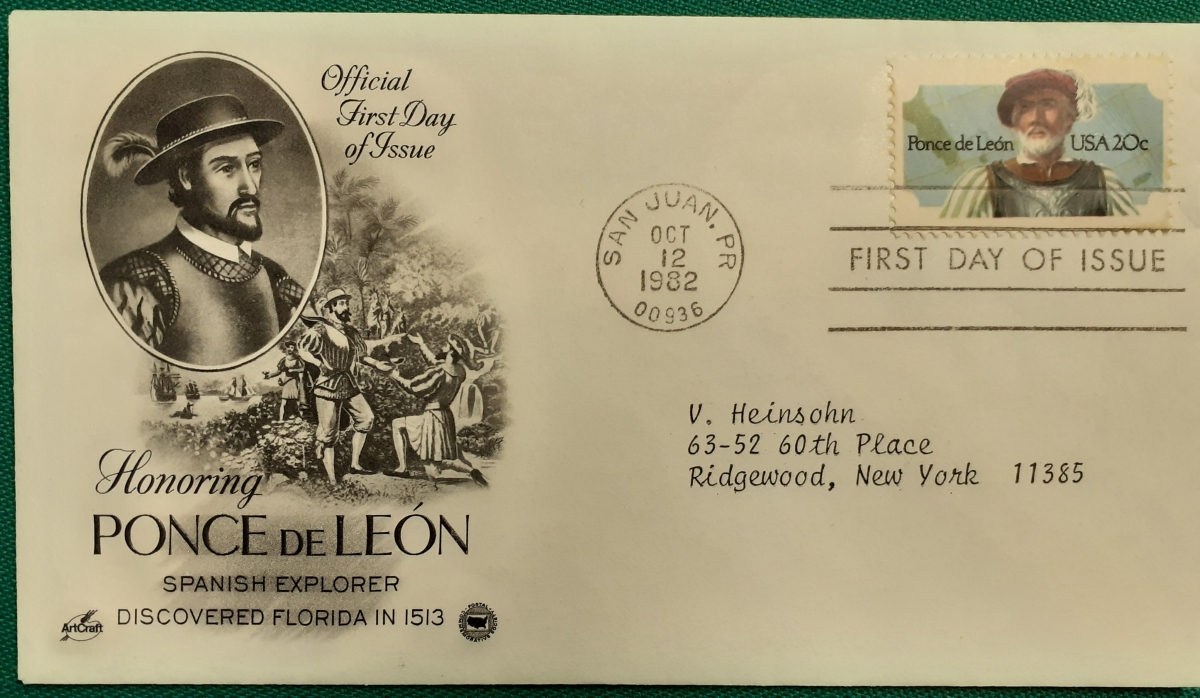 Official
First Day
of Issue
Ponce de León USA 20c
SAN JUAN, PR
OCT
12
1982
00936
FIRST DAY OF ISSUE
V. Heinsohn
63-52 60th Place
Ridgewood, New York 11385
Honoring
PONCE DE LEÓN
SPANISH EXPLORER
DISCOVERED FLORIDA IN 1513
ArtCraft